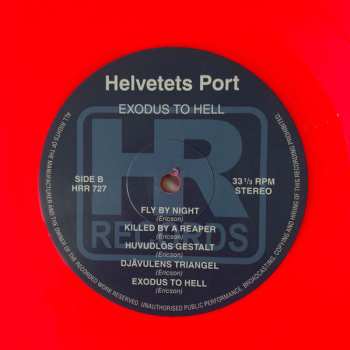 Helvetets Port
EXODUS TO HELL
HR
RECORDS
SIDE B
HRR 727
33 1/3 RPM
STEREO
FLY BY NIGHT
(Ericson)
KILLED BY A REAPER
(Ericson)
HUVUDLÖS GESTALT
(Ericson)
DJÄVULENS TRIANGEL
(Ericson)
EXODUS TO HELL
(Ericson)
ALL RIGHTS OF THE MANUFACTURER AND THE OWNER OF THE RECORDED WORK RESERVED. UNAUTHORISED PUBLIC PERFORMANCE, BROADCASTING, COPYING AND HIRING OF THIS RECORDING PROHIBITED.